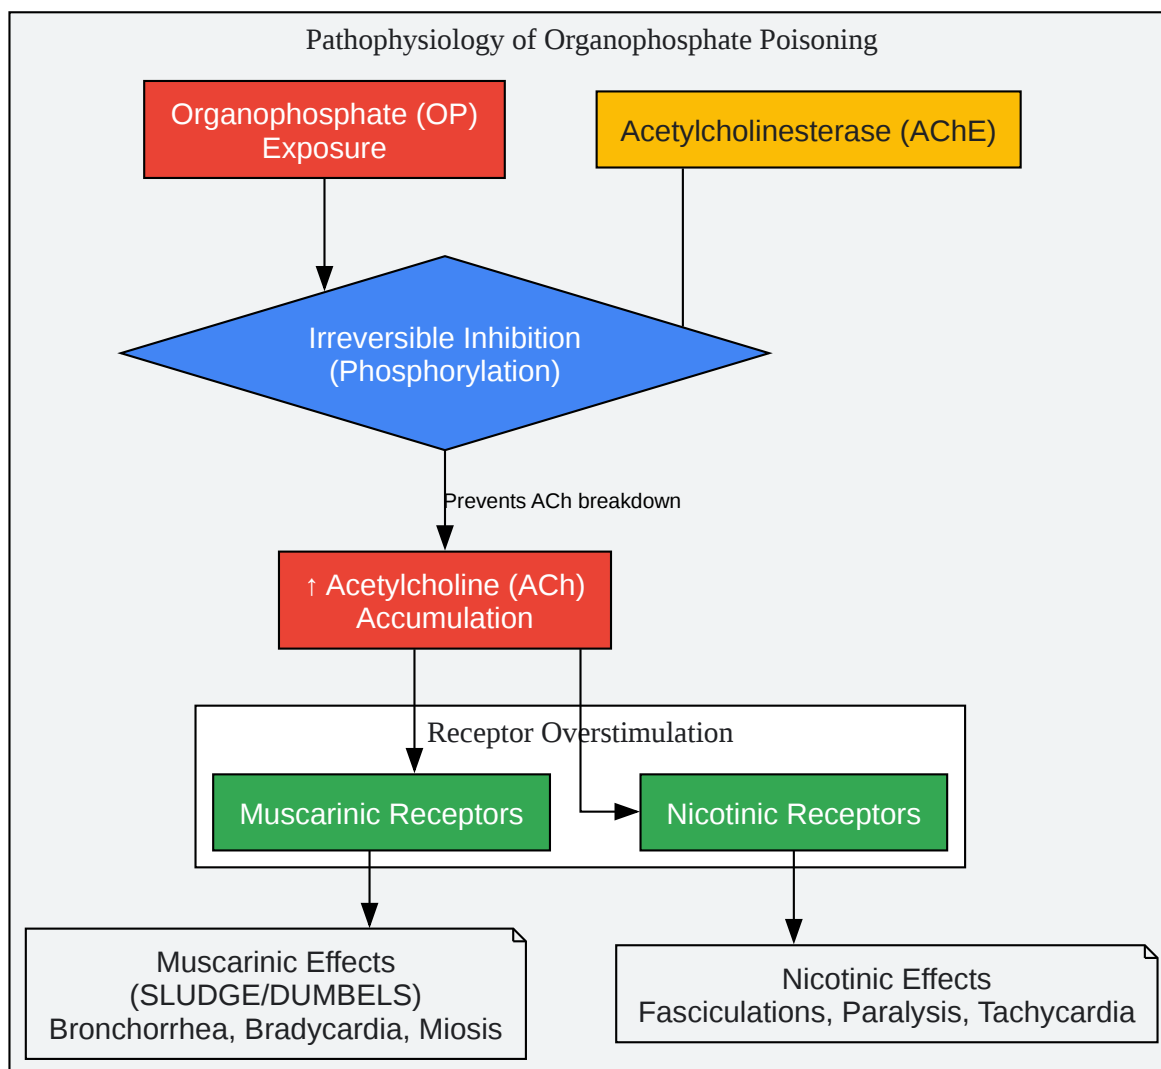 Pathophysiology of Organophosphate Poisoning
Organophosphate (OP)
Exposure
Acetylcholinesterase (AChE)
Irreversible Inhibition
(Phosphorylation)
Prevents ACh breakdown
↑ Acetylcholine (ACh)
Accumulation
Receptor Overstimulation
Muscarinic Receptors
Nicotinic Receptors
Muscarinic Effects
(SLUDGE/DUMBELS)
Bronchorrhea, Bradycardia, Miosis
Nicotinic Effects
Fasciculations, Paralysis, Tachycardia